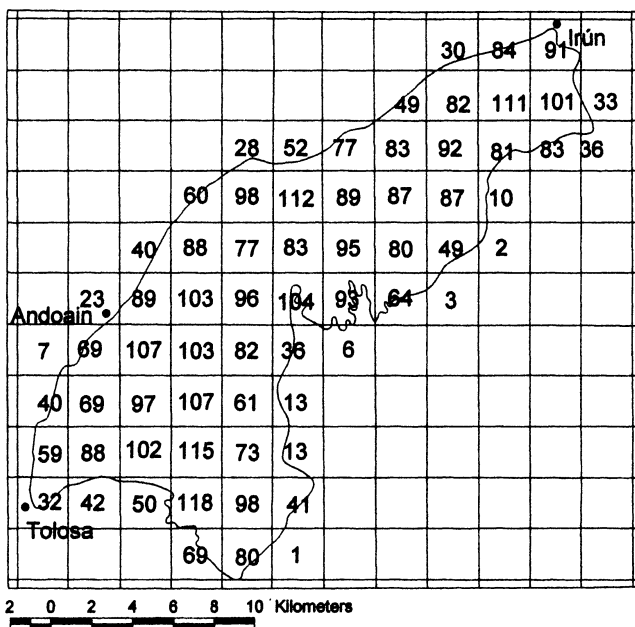 Irún
30 84 91
49 82 111 101 33
28 52 77 83 92 81 83 36
60 98 112 89 87 87 10
40 88 77 83 95 80 49 2
23 89 103 96 104 93 64 3
Andoain
7 69 107 103 82 36 6
40 69 97 107 61 13
59 88 102 115 73 13
32 42 50 118 98 41
Tolosa
69 80 1
2 0 2 4 6 8 10 Kilometers